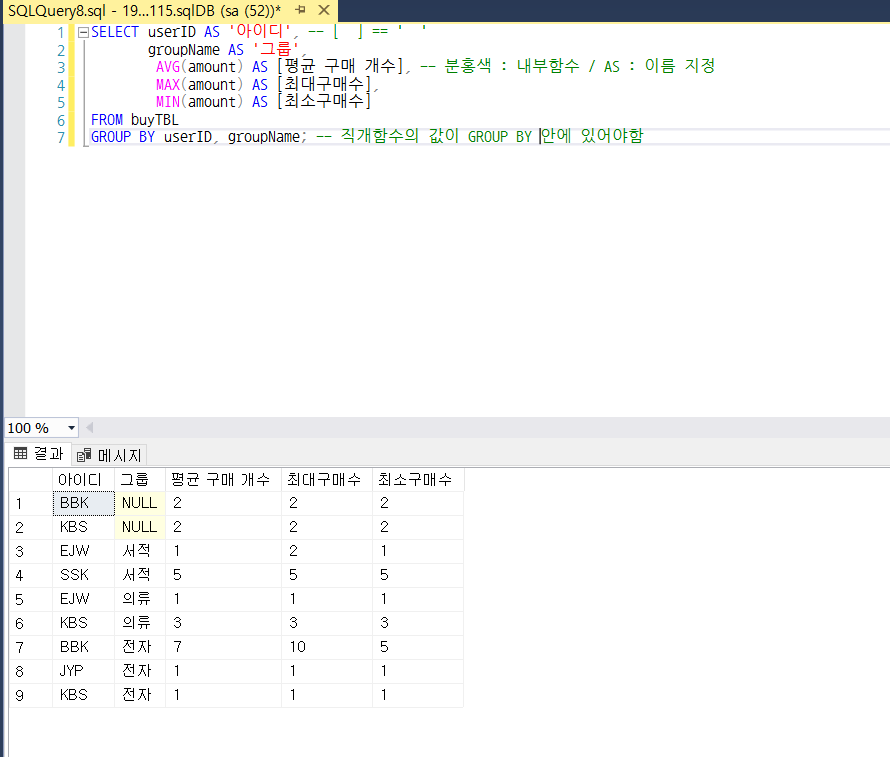 SQLQuery8.sql - 19...115.sqlDB (sa (52))*
1 SELECT userID AS '아이디', -- [  ] == '  '
2 groupName AS '그룹',
3 AVG(amount) AS [평균 구매 개수], -- 분홍색 : 내부함수 / AS : 이름 지정
4 MAX(amount) AS [최대구매수],
5 MIN(amount) AS [최소구매수]
6 FROM buyTBL
7 GROUP BY userID, groupName; -- 직개함수의 값이 GROUP BY 안에 있어야함
100 %
결과 메시지
아이디 그룹 평균 구매 개수 최대구매수 최소구매수
1 BBK NULL 2 2 2
2 KBS NULL 2 2 2
3 EJW 서적 1 2 1
4 SSK 서적 5 5 5
5 EJW 의류 1 1 1
6 KBS 의류 3 3 3
7 BBK 전자 7 10 5
8 JYP 전자 1 1 1
9 KBS 전자 1 1 1